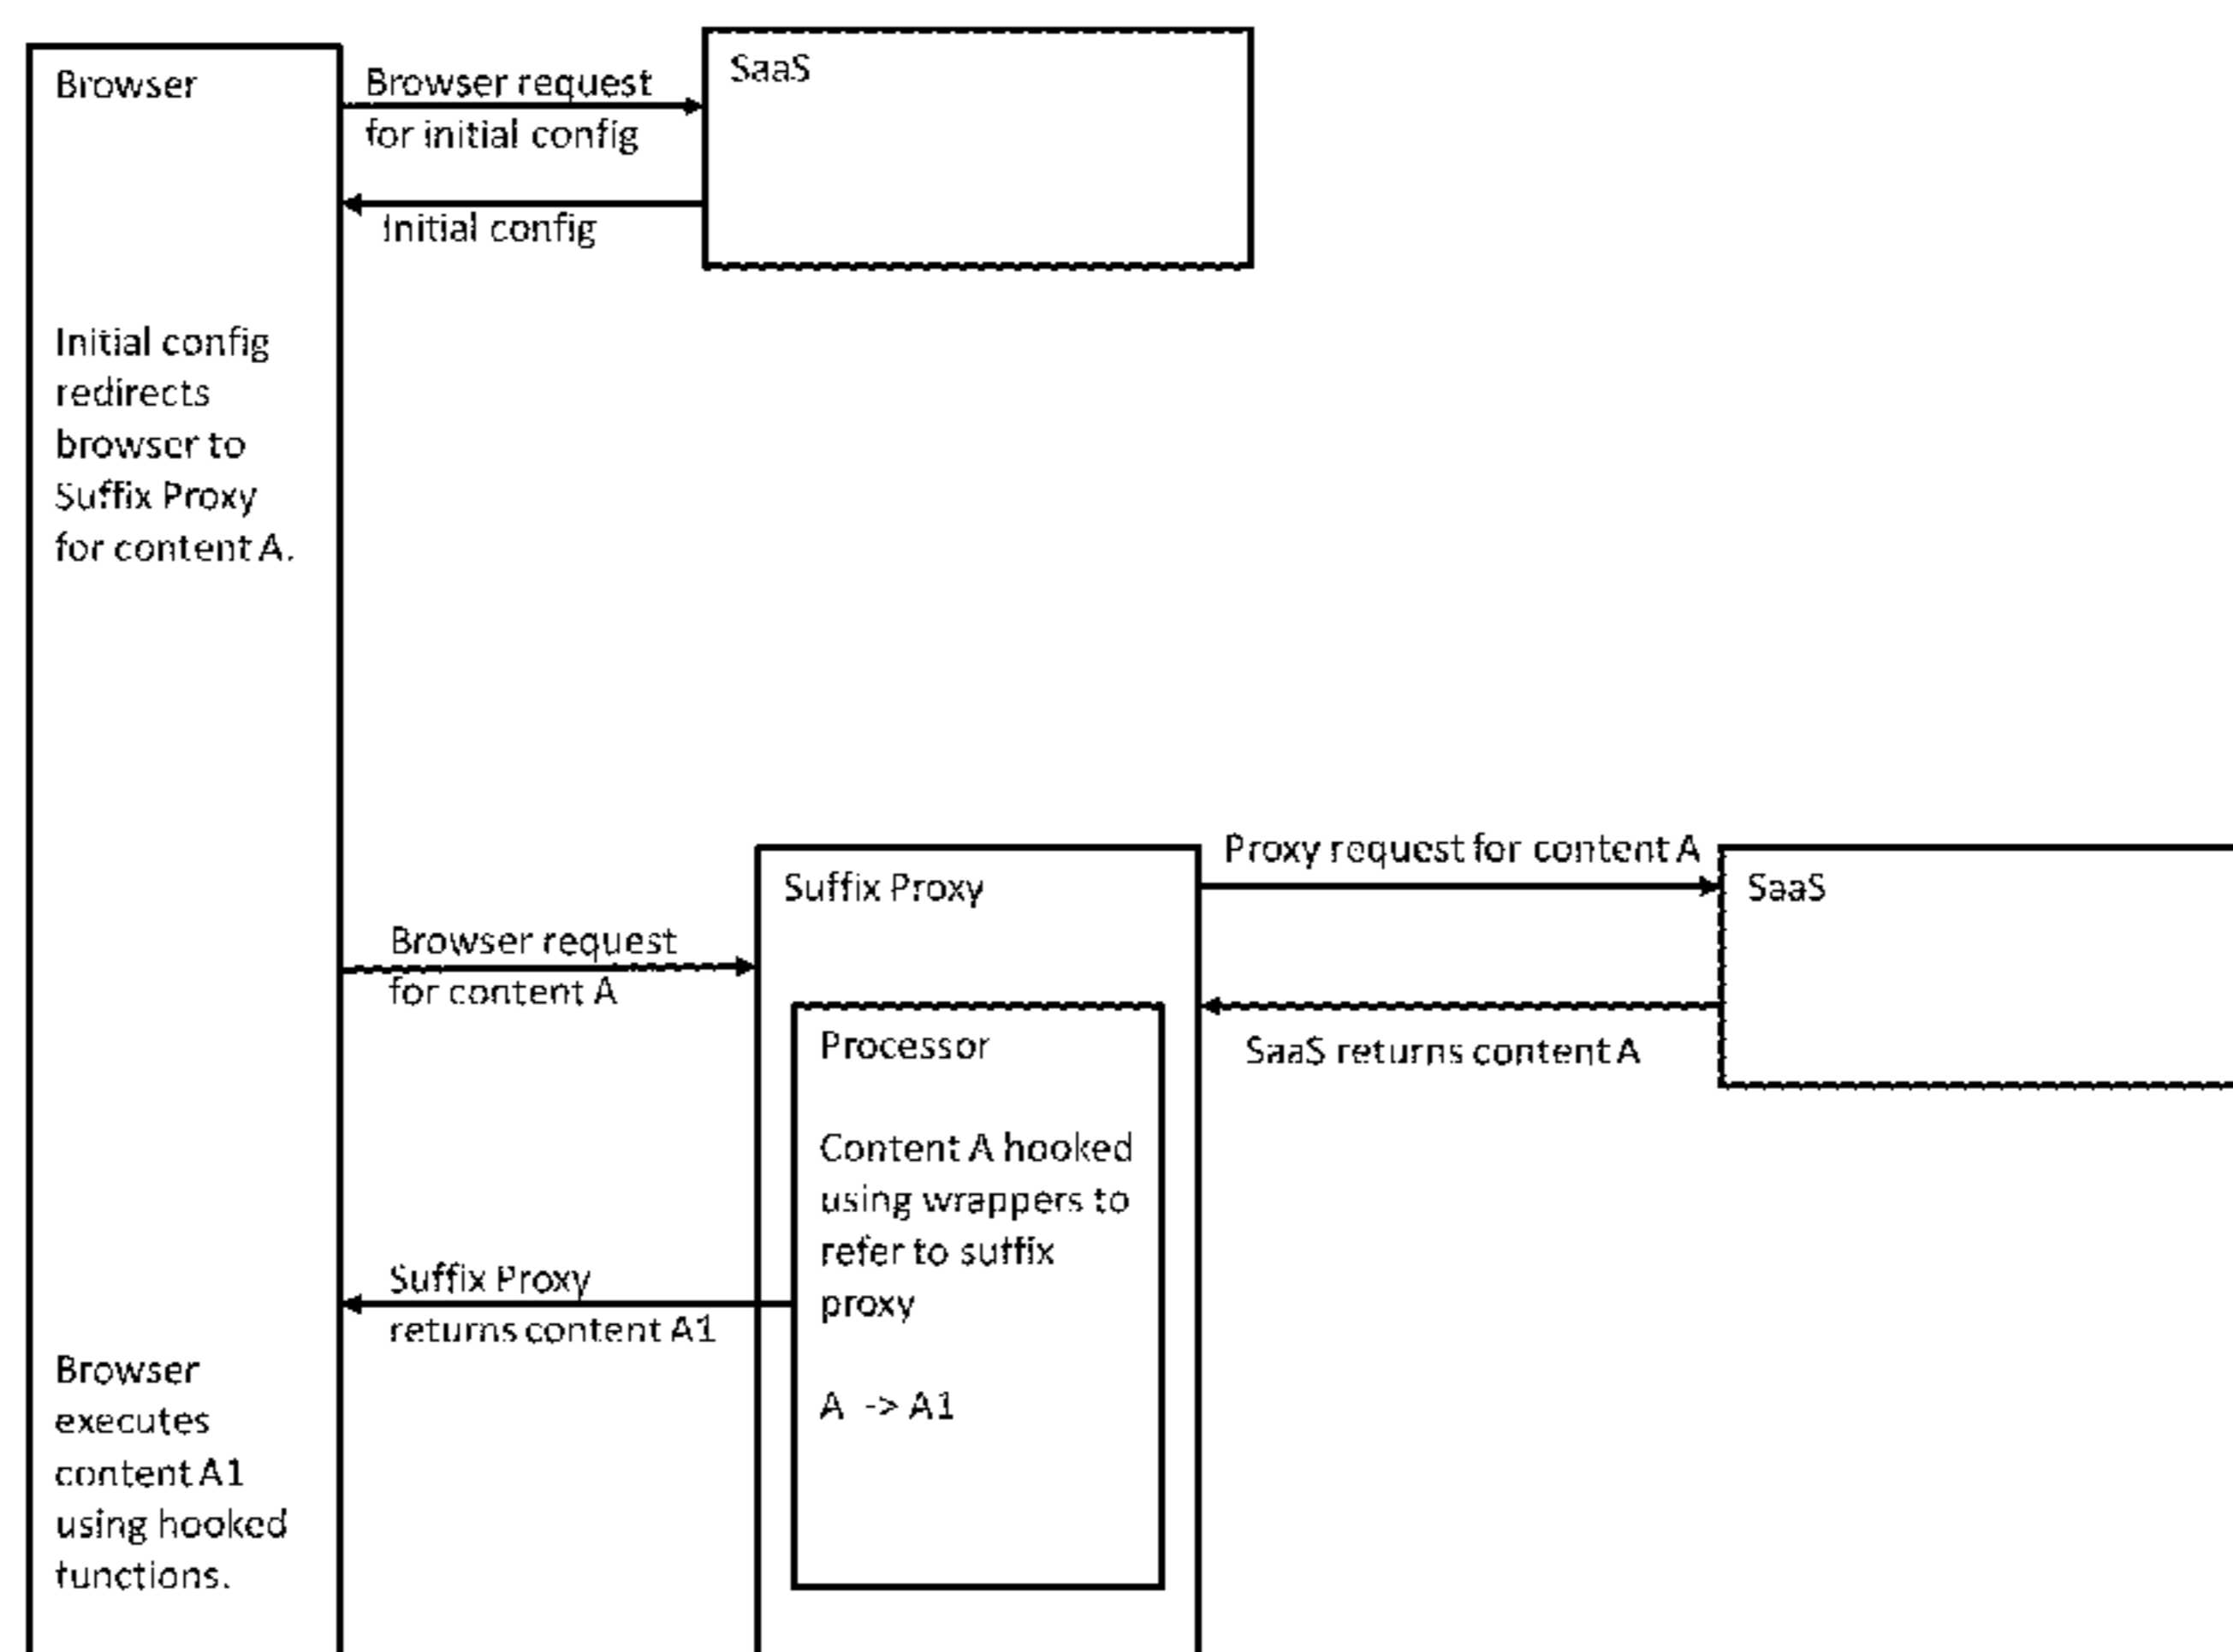 Browser
Browser request
for initial config
SaaS
Initial config
Initial config
redirects
browser to
Suffix Proxy
for content A.
Proxy request for content A
Suffix Proxy
SaaS
Browser request
for content A
Processor
SaaS returns content A
Content A hooked
using wrappers to
refer to suffix
proxy
Suffix Proxy
returns content A1
A -> A1
Browser
executes
content A1
using hooked
functions.